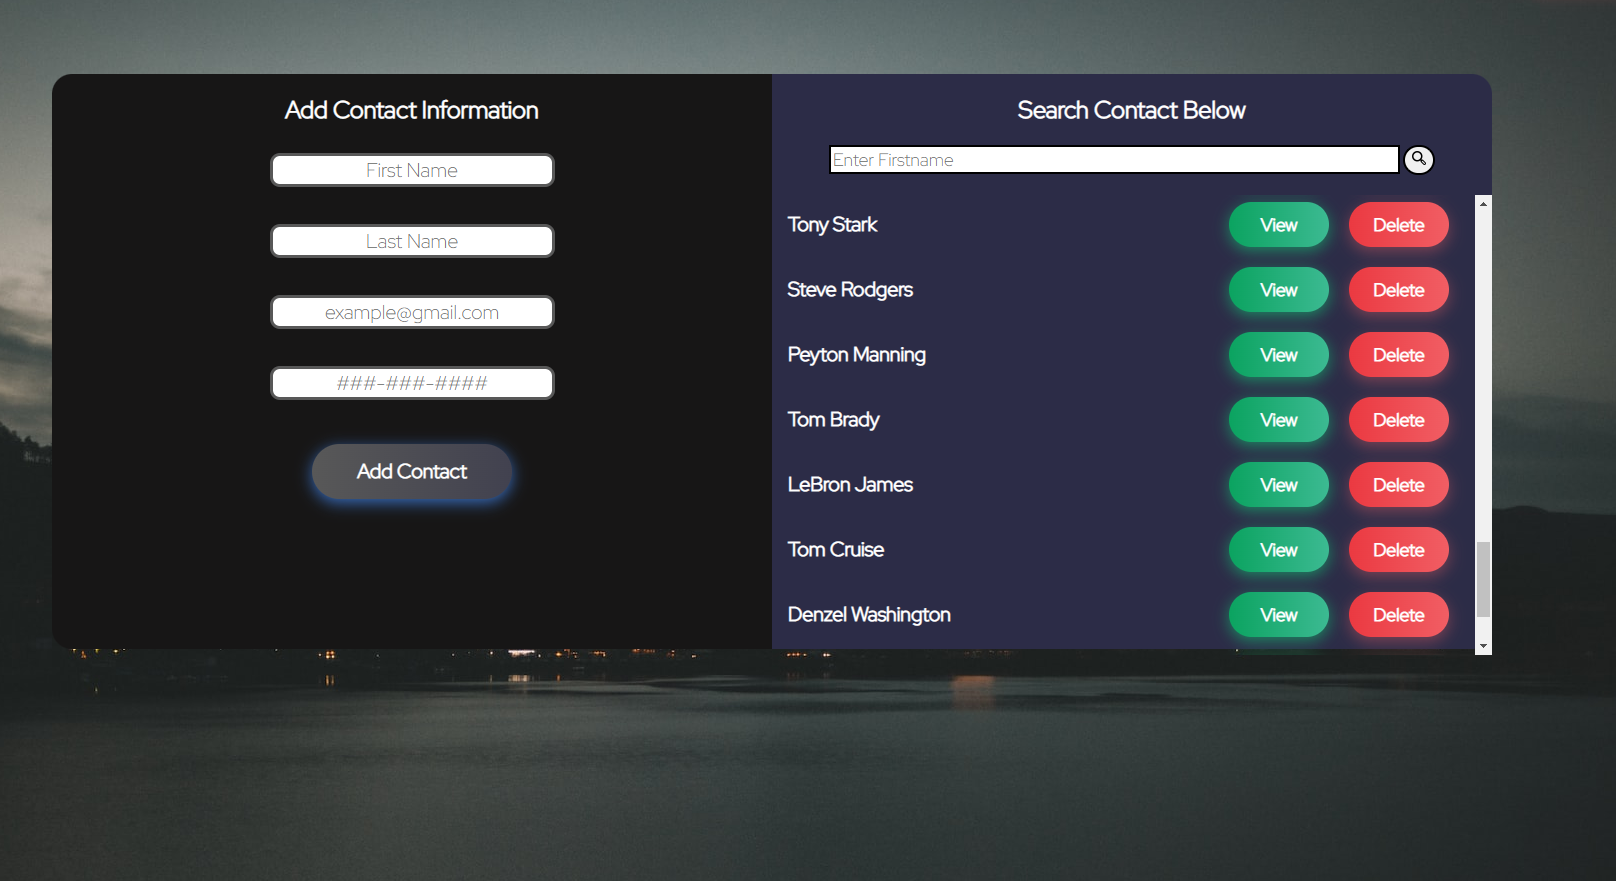 Add Contact Information
First Name
Last Name
example@gmail.com
###-###-####
Add Contact
Search Contact Below
Enter Firstname
Tony Stark View Delete
Steve Rodgers View Delete
Peyton Manning View Delete
Tom Brady View Delete
LeBron James View Delete
Tom Cruise View Delete
Denzel Washington View Delete